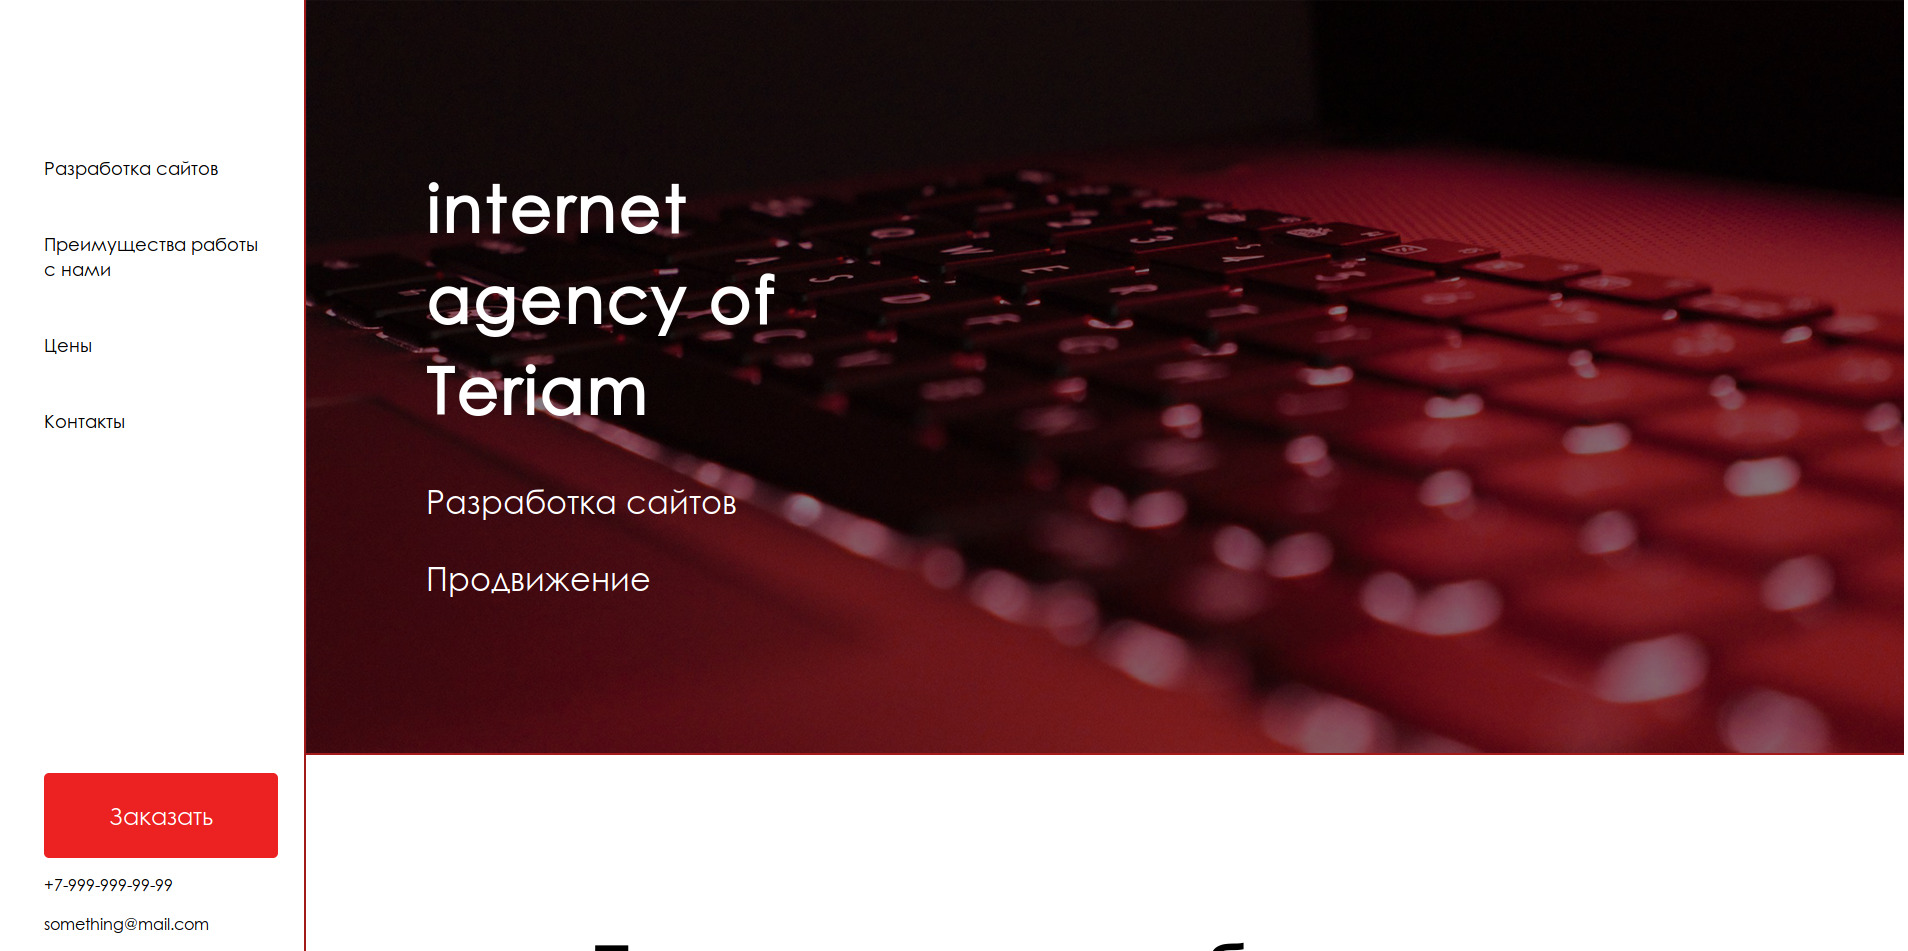 Разработка сайтов
Преимущества работы
с нами
Цены
Контакты
Заказать
+7-999-999-99-99
something@mail.com
internet
agency of
Teriam
Разработка сайтов
Продвижение